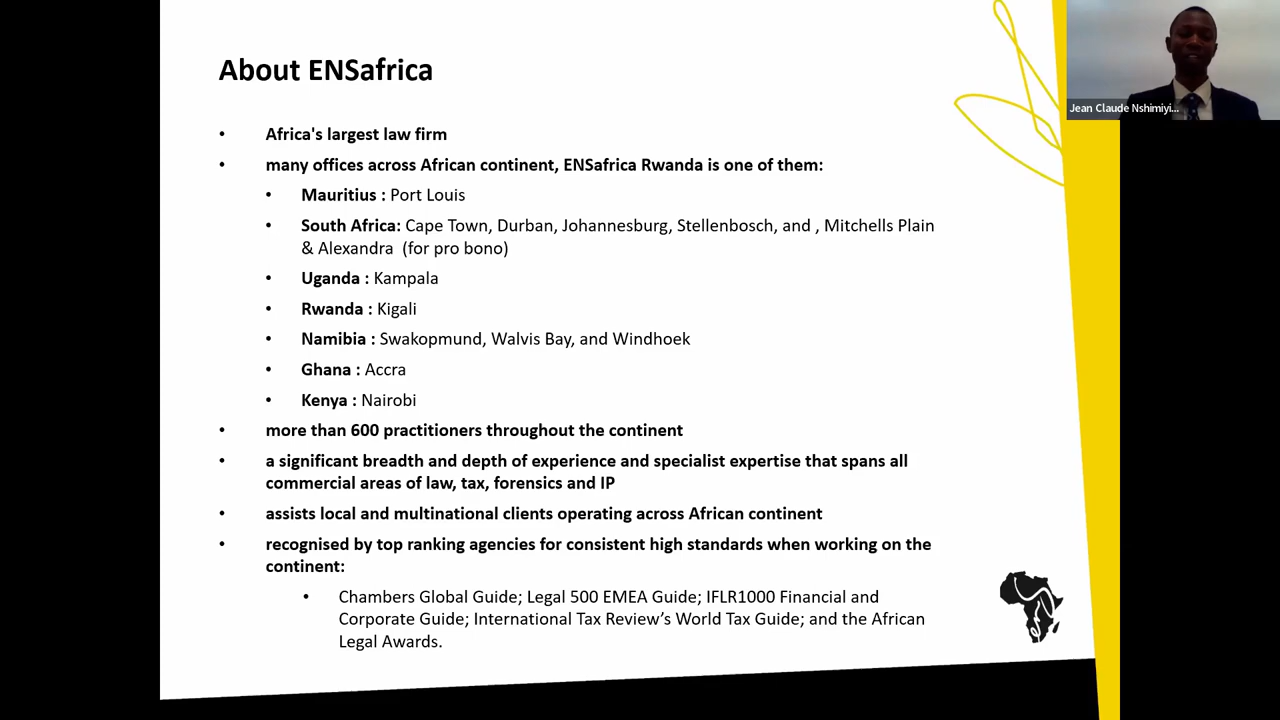 About ENSafrica
• Africa's largest law firm
• many offices across African continent, ENSafrica Rwanda is one of them:
• Mauritius : Port Louis
• South Africa: Cape Town, Durban, Johannesburg, Stellenbosch, and , Mitchells Plain
& Alexandra (for pro bono)
• Uganda : Kampala
• Rwanda : Kigali
• Namibia : Swakopmund, Walvis Bay, and Windhoek
• Ghana : Accra
• Kenya : Nairobi
• more than 600 practitioners throughout the continent
• a significant breadth and depth of experience and specialist expertise that spans all
commercial areas of law, tax, forensics and IP
• assists local and multinational clients operating across African continent
• recognised by top ranking agencies for consistent high standards when working on the
continent:
• Chambers Global Guide; Legal 500 EMEA Guide; IFLR1000 Financial and
Corporate Guide; International Tax Review’s World Tax Guide; and the African
Legal Awards.
Jean Claude Nshimiyi...